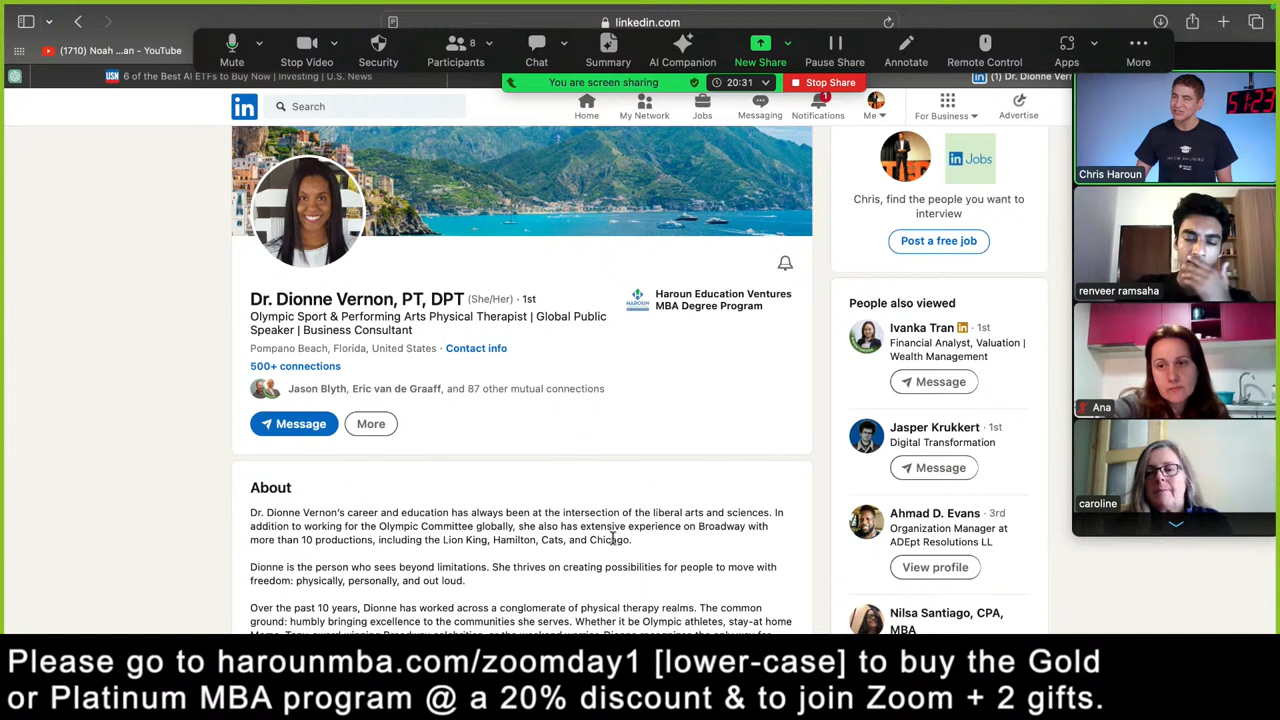 linkedin.com
(1710) Noah ...an - YouTube
Mute
Stop Video
Security
8
Participants
Chat
Summary
AI Companion
New Share
Pause Share
Annotate
Remote Control
Apps
More
USN 6 of the Best AI ETFs to Buy Now | Investing | U.S. News
You are screen sharing
20:31
Stop Share
(1) Dr. Dionne Ver
in
Search
Home
My Network
Jobs
Messaging
1
Notifications
Me
For Business
Advertise
51:23
Chris Haroun
renveer ramsaha
Ana
caroline
in Jobs
Chris, find the people you want to
interview
Post a free job
Dr. Dionne Vernon, PT, DPT (She/Her) · 1st
Olympic Sport & Performing Arts Physical Therapist | Global Public
Speaker | Business Consultant
Pompano Beach, Florida, United States · Contact info
500+ connections
Jason Blyth, Eric van de Graaff, and 87 other mutual connections
Message
More
HAROUN
Haroun Education Ventures
MBA Degree Program
People also viewed
Ivanka Tran in · 1st
Financial Analyst, Valuation |
Wealth Management
Message
Jasper Krukkert · 1st
Digital Transformation
Message
Ahmad D. Evans · 3rd
Organization Manager at
ADEpt Resolutions LL
View profile
Nilsa Santiago, CPA,
MBA
About
Dr. Dionne Vernon's career and education has always been at the intersection of the liberal arts and sciences. In
addition to working for the Olympic Committee globally, she also has extensive experience on Broadway with
more than 10 productions, including the Lion King, Hamilton, Cats, and Chicago.
Dionne is the person who sees beyond limitations. She thrives on creating possibilities for people to move with
freedom: physically, personally, and out loud.
Over the past 10 years, Dionne has worked across a conglomerate of physical therapy realms. The common
ground: humbly bringing excellence to the communities she serves. Whether it be Olympic athletes, stay-at home
Please go to harounmba.com/zoomday1 [lower-case] to buy the Gold
or Platinum MBA program @ a 20% discount & to join Zoom + 2 gifts.